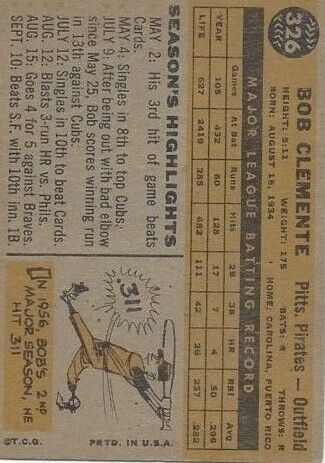 326
BOB CLEMENTE
Pitts. Pirates — Outfield
HEIGHT: 5:11 WEIGHT: 175 BATS: R THROWS: R
BORN: AUGUST 18, 1934 HOME: CAROLINA, PUERTO RICO
MAJOR LEAGUE BATTING RECORD
Games At Bat Runs Hits 2B 3B HR RBI Avg
YEAR 105 432 60 128 17 7 4 50 .296
LIFE 627 2419 285 682 111 42 26 237 .282
SEASON'S HIGHLIGHTS
MAY 2: His 3rd hit of game beats
Cards.
MAY 4: Singles in 8th to top Cubs.
JULY 9: After being out with bad elbow
since May 25, Bob scores winning run
in 13th against Cubs.
JULY 12: Singles in 10th to beat Cards.
AUG. 12: Blasts 3-run HR vs. Phils.
AUG. 15: Goes 4 for 5 against Braves.
SEPT. 10: Beats S.F. with 10th inn. 1B.
.311
IN 1956, BOB'S 2ND
MAJOR SEASON, HE
HIT .311
©T.C.G. PRTD. IN U.S.A.